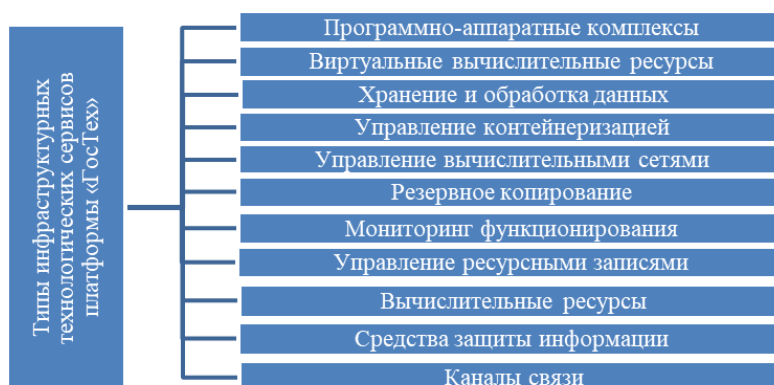 Типы инфраструктурных
технологических сервисов
платформы «ГосТех»
Программно-аппаратные комплексы
Виртуальные вычислительные ресурсы
Хранение и обработка данных
Управление контейнеризацией
Управление вычислительными сетями
Резервное копирование
Мониторинг функционирования
Управление ресурсными записями
Вычислительные ресурсы
Средства защиты информации
Каналы связи